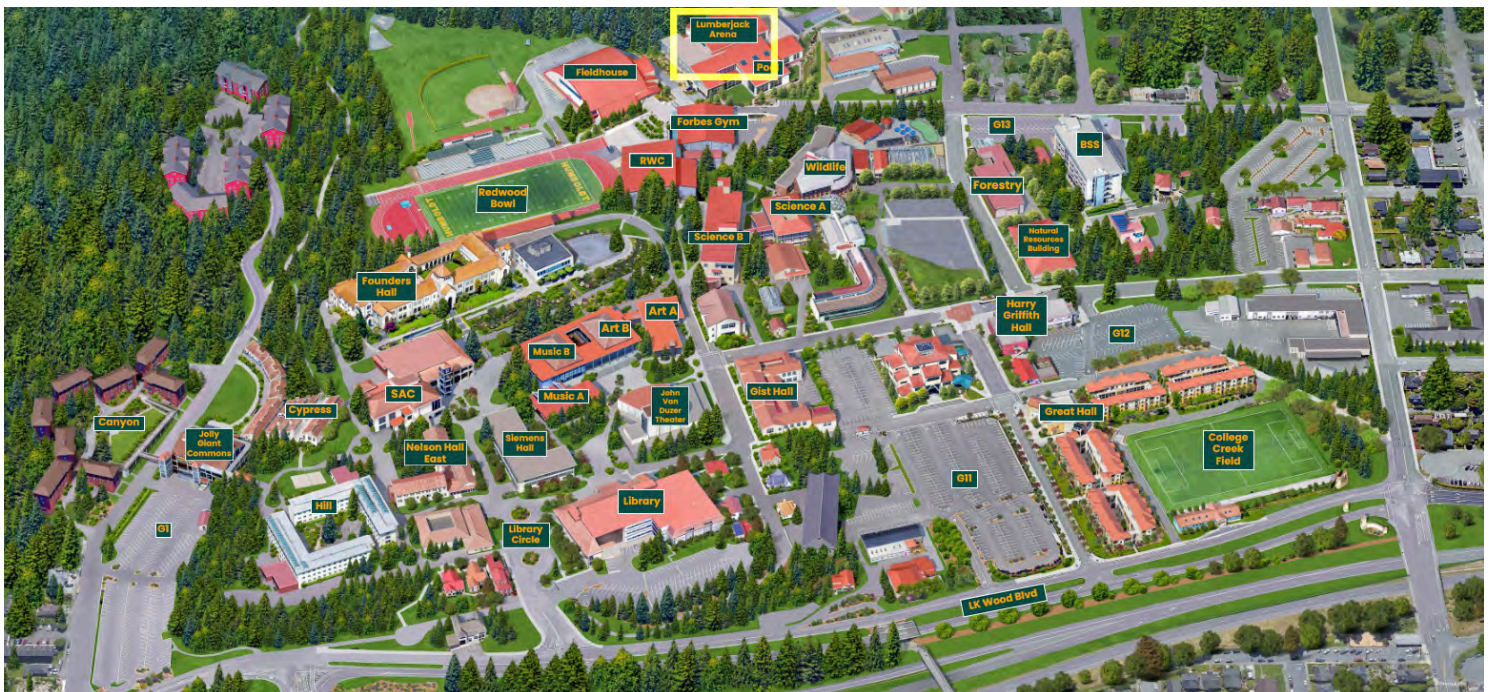 Lumberjack
Arena
Pool
Fieldhouse
Forbes Gym
G13
BSS
RWC
Wildlife
Forestry
Redwood
Bowl
HUMBOLDT
HUMBOLDT
Science A
Science B
Natural
Resources
Building
Founders
Hall
Art A
Art B
Music B
Harry
Griffith
Hall
G12
SAC
Music A
John
Van
Duzer
Theater
Gist Hall
Cypress
Canyon
Great Hall
Jolly
Giant
Commons
Nelson Hall
East
Siemens
Hall
College
Creek
Field
G11
Hill
Library
G1
Library
Circle
LK Wood Blvd